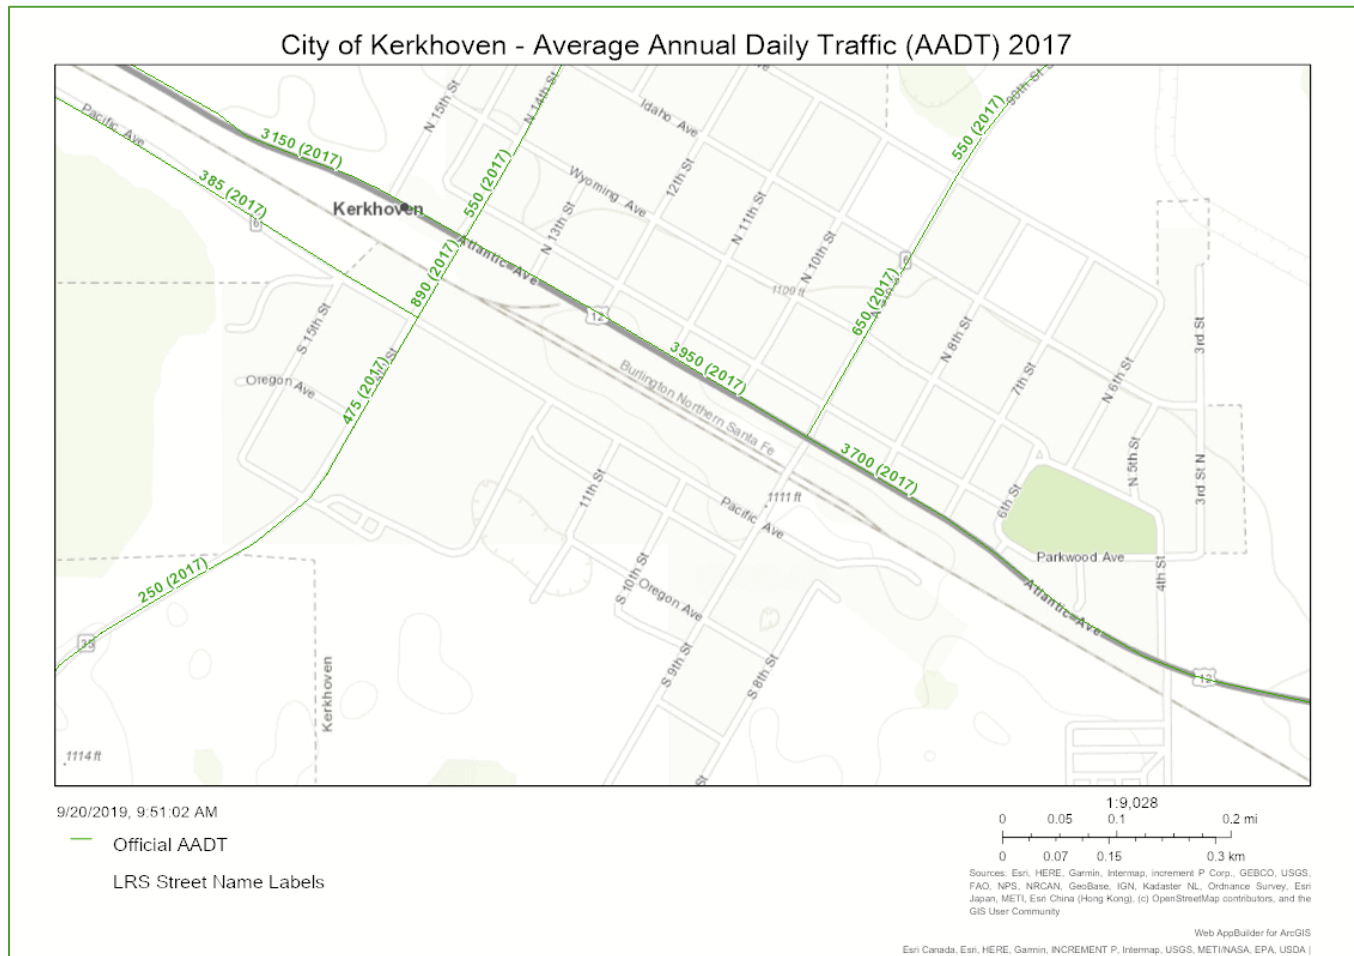 City of Kerkhoven - Average Annual Daily Traffic (AADT) 2017
Pacific Ave
3150 (2017)
385 (2017)
6
Kerkhoven
N 15th St
N 14th St
550 (2017)
890 (2017)
Atlantic Ave
Idaho Ave
Wyoming Ave
12th St
N 13th St
N 11th St
N 10th St
1109 ft
550 (2017)
90th St S
6
650 (2017)
12
3950 (2017)
Burlington Northern Santa Fe
N 8th St
7th St
N 6th St
3rd St
S 15th St
Oregon Ave
475 (2017)
3700 (2017)
N 5th St
3rd St N
6th St
11th St
1111 ft
Pacific Ave
Parkwood Ave
4th St
250 (2017)
S 10th St
Oregon Ave
Atlantic Ave
33
Kerkhoven
S 9th St
S 8th St
12
1114 ft
St
9/20/2019, 9:51:02 AM
Official AADT
LRS Street Name Labels
1:9,028
0 0.05 0.1 0.2 mi
0 0.07 0.15 0.3 km
Sources: Esri, HERE, Garmin, Intermap, increment P Corp., GEBCO, USGS,
FAO, NPS, NRCAN, GeoBase, IGN, Kadaster NL, Ordnance Survey, Esri
Japan, METI, Esri China (Hong Kong), (c) OpenStreetMap contributors, and the
GIS User Community
Web AppBuilder for ArcGIS
Esri Canada, Esri, HERE, Garmin, INCREMENT P, Intermap, USGS, METI/NASA, EPA, USDA |